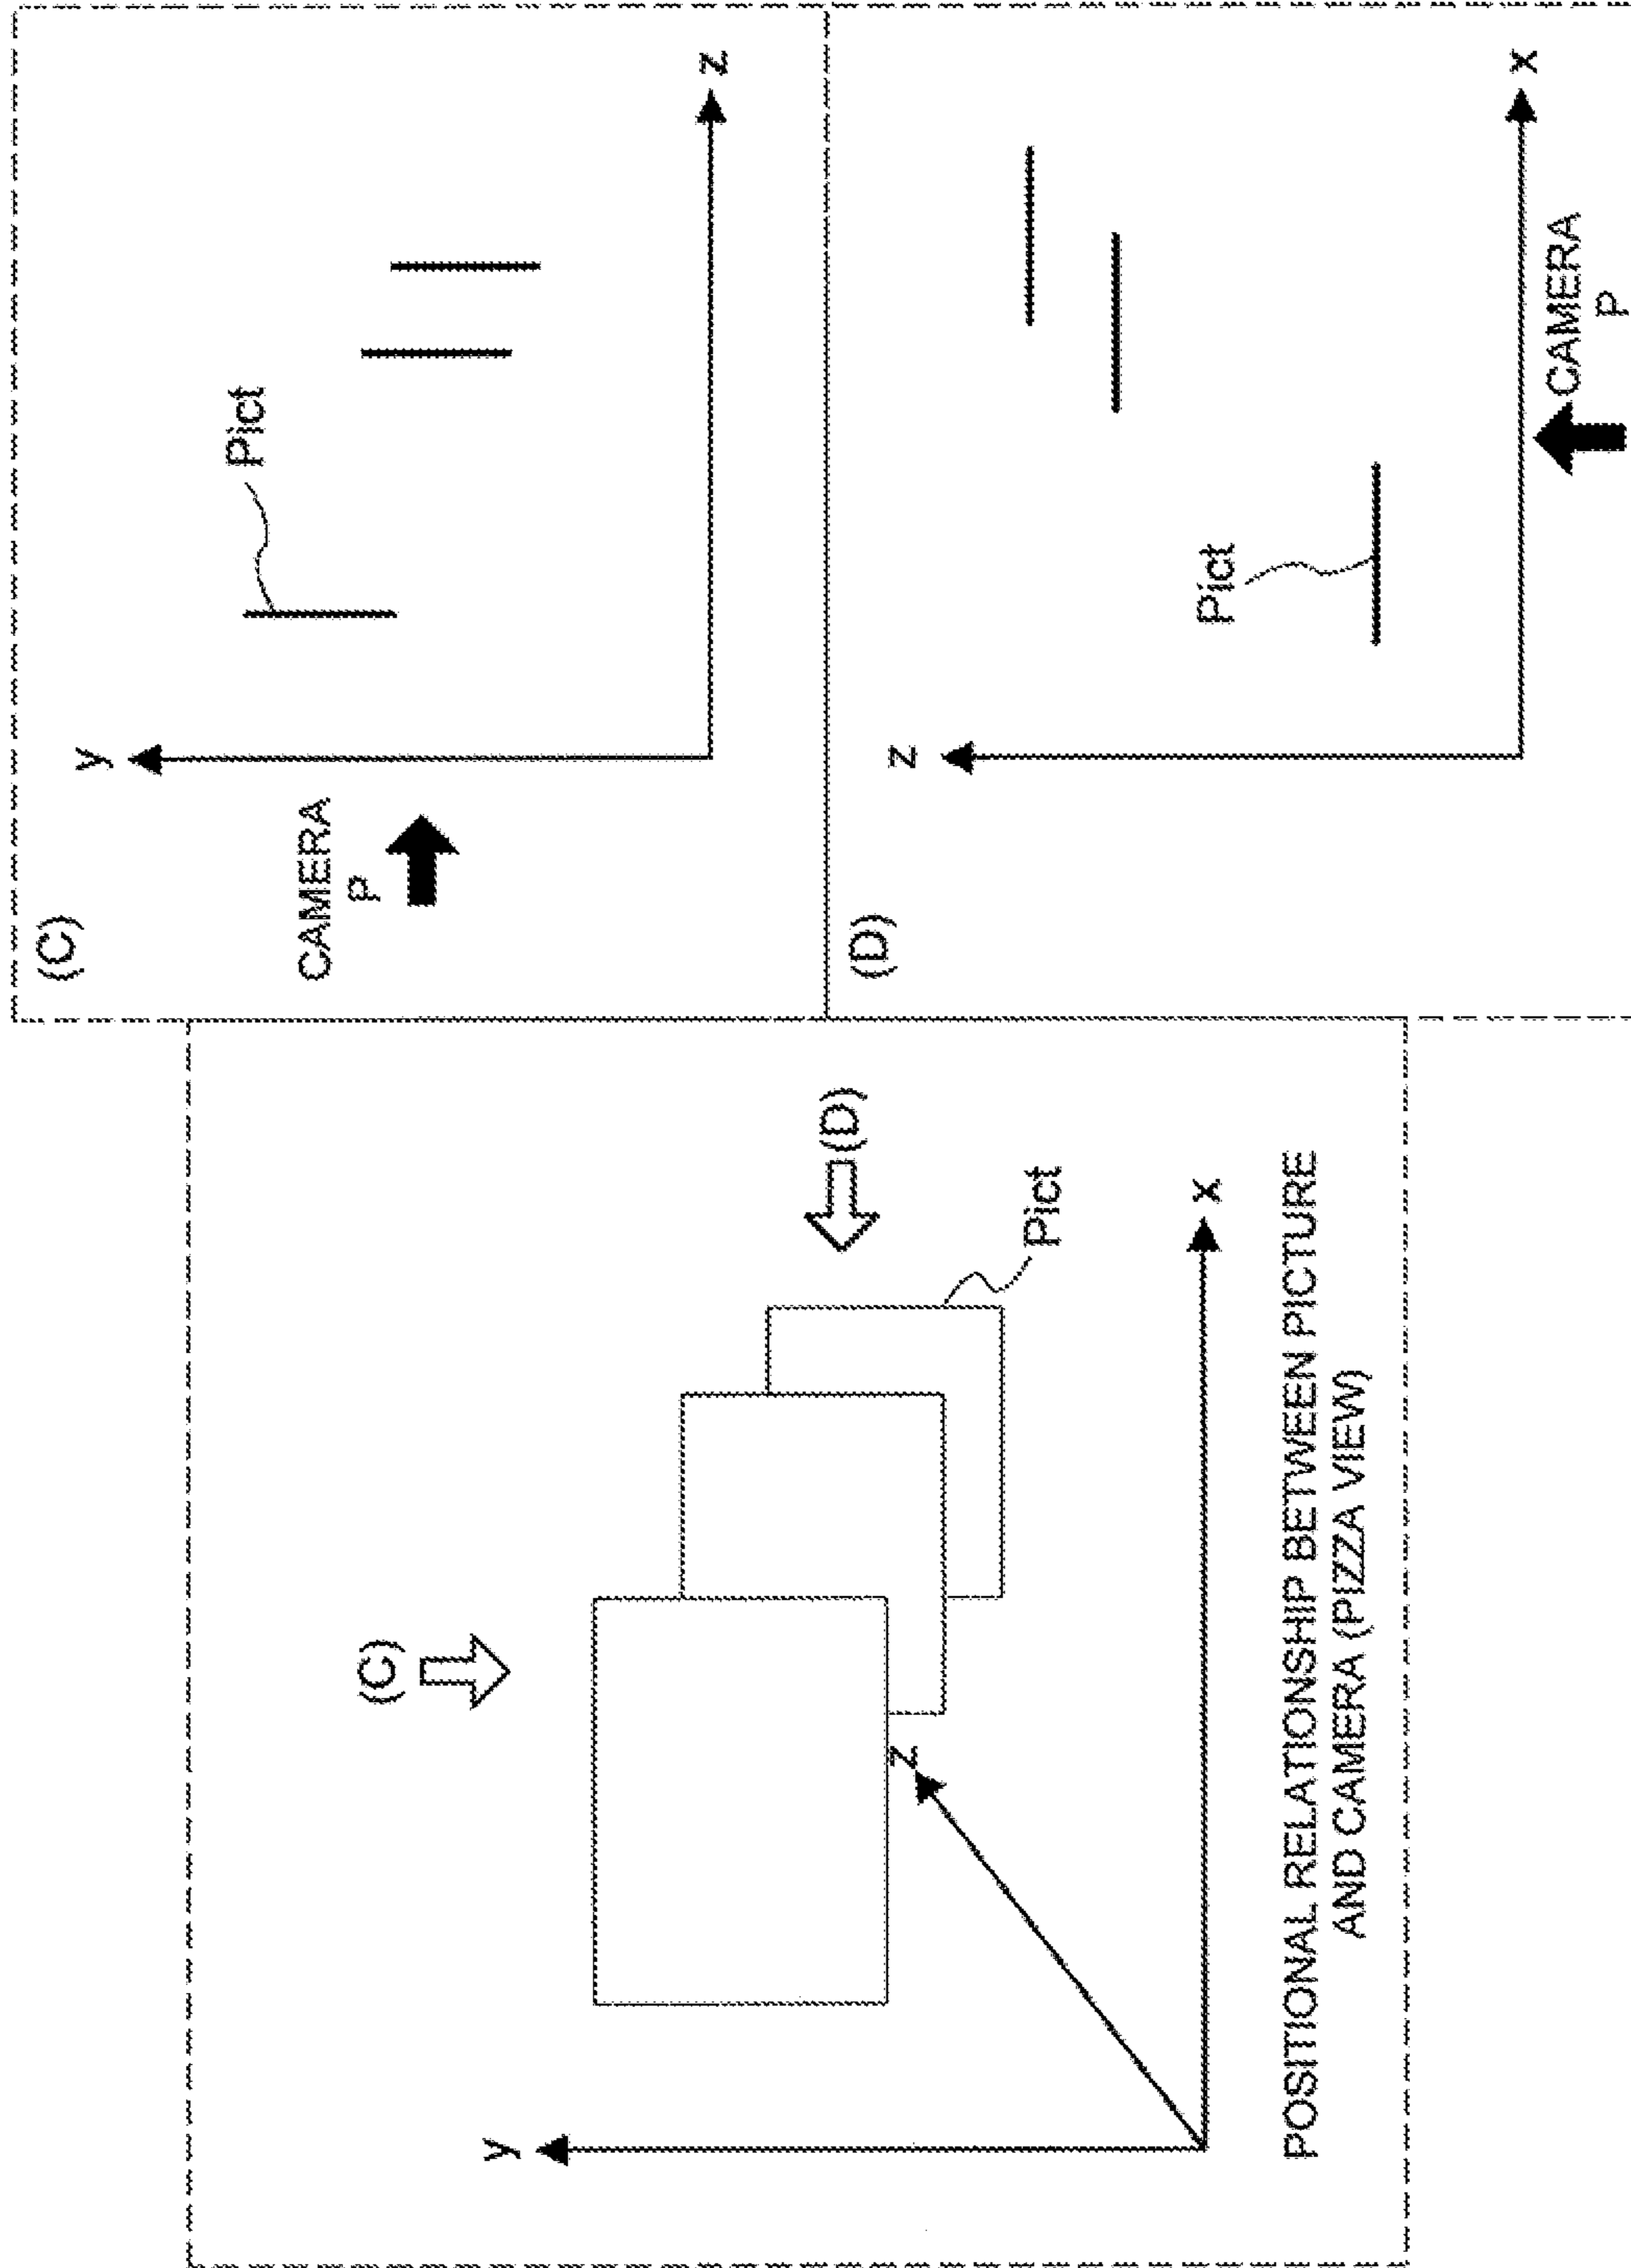 y
(C)
(D)
z
Pict
x
POSITIONAL RELATIONSHIP BETWEEN PICTURE
AND CAMERA (PIZZA VIEW)
(C)
y
CAMERA
P
Pict
z
(D)
z
Pict
x
CAMERA
P